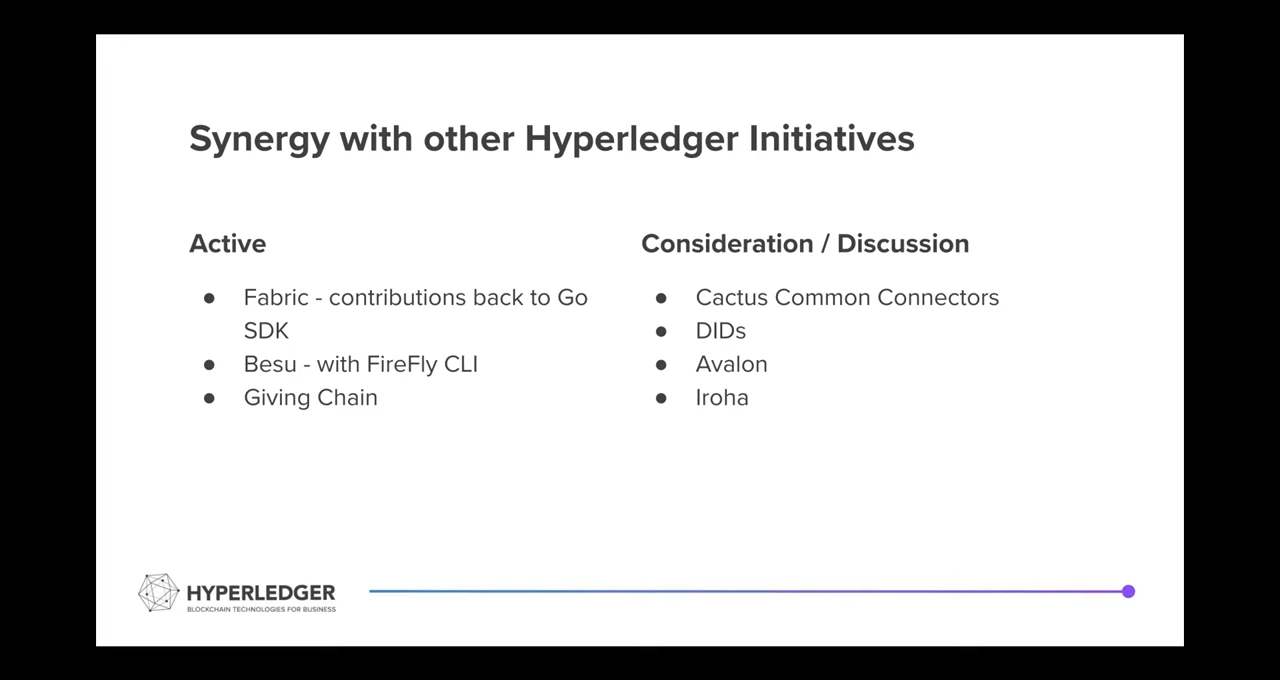 Synergy with other Hyperledger Initiatives
Active
● Fabric - contributions back to Go
SDK
● Besu - with FireFly CLI
● Giving Chain
Consideration / Discussion
● Cactus Common Connectors
● DIDs
● Avalon
● Iroha
HYPERLEDGER
BLOCKCHAIN TECHNOLOGIES FOR BUSINESS